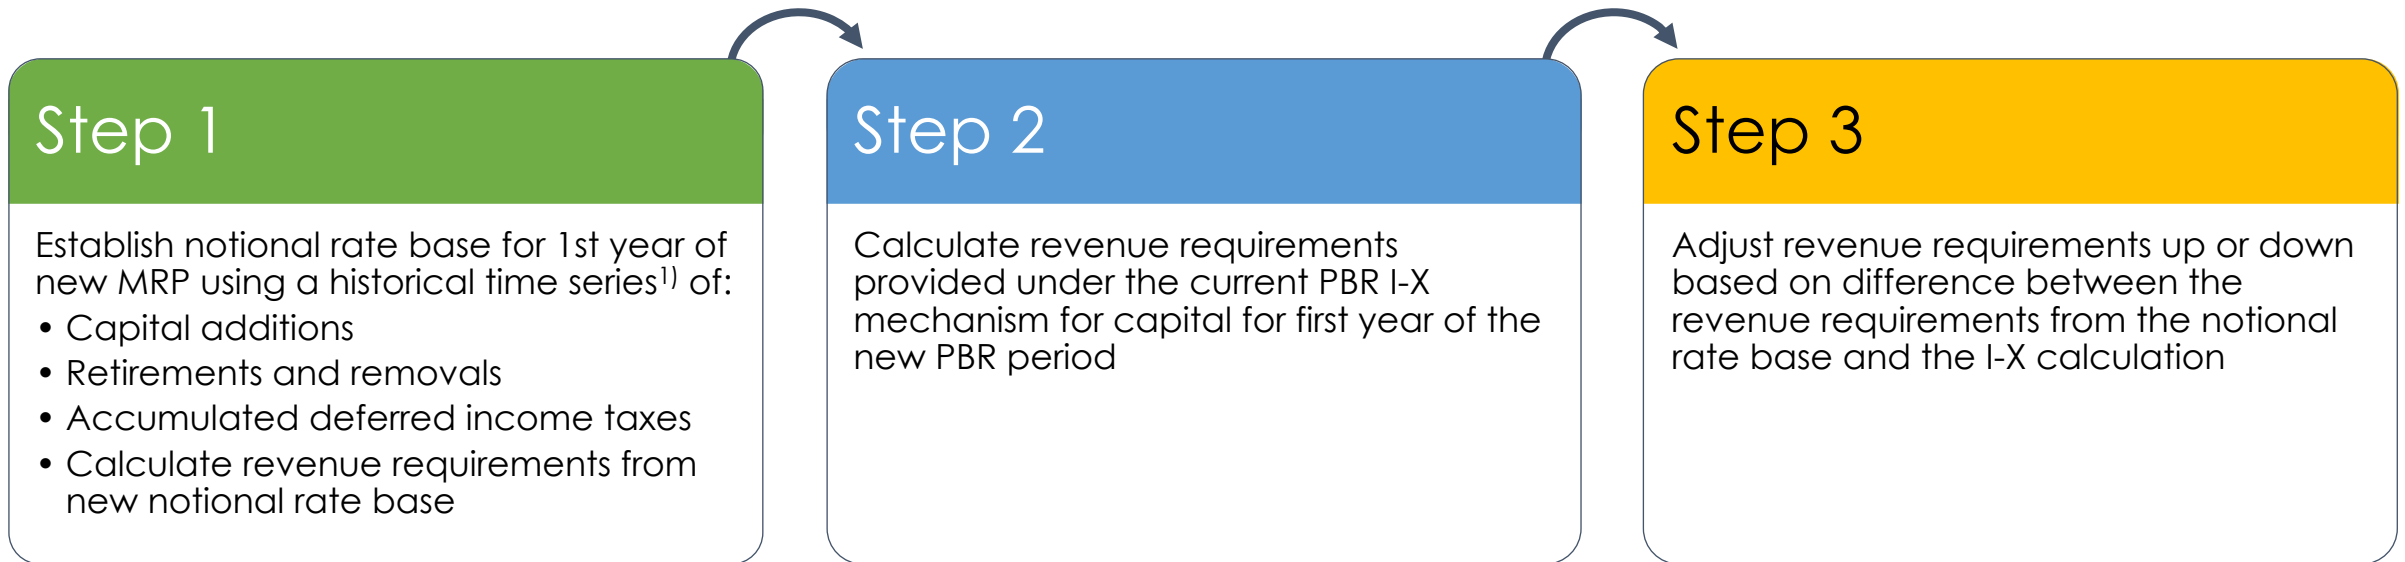 Step 1
Establish notional rate base for 1st year of
new MRP using a historical time series¹⁾ of:
• Capital additions
• Retirements and removals
• Accumulated deferred income taxes
• Calculate revenue requirements from
new notional rate base
Step 2
Calculate revenue requirements
provided under the current PBR I-X
mechanism for capital for first year of the
new PBR period
Step 3
Adjust revenue requirements up or down
based on difference between the
revenue requirements from the notional
rate base and the I-X calculation